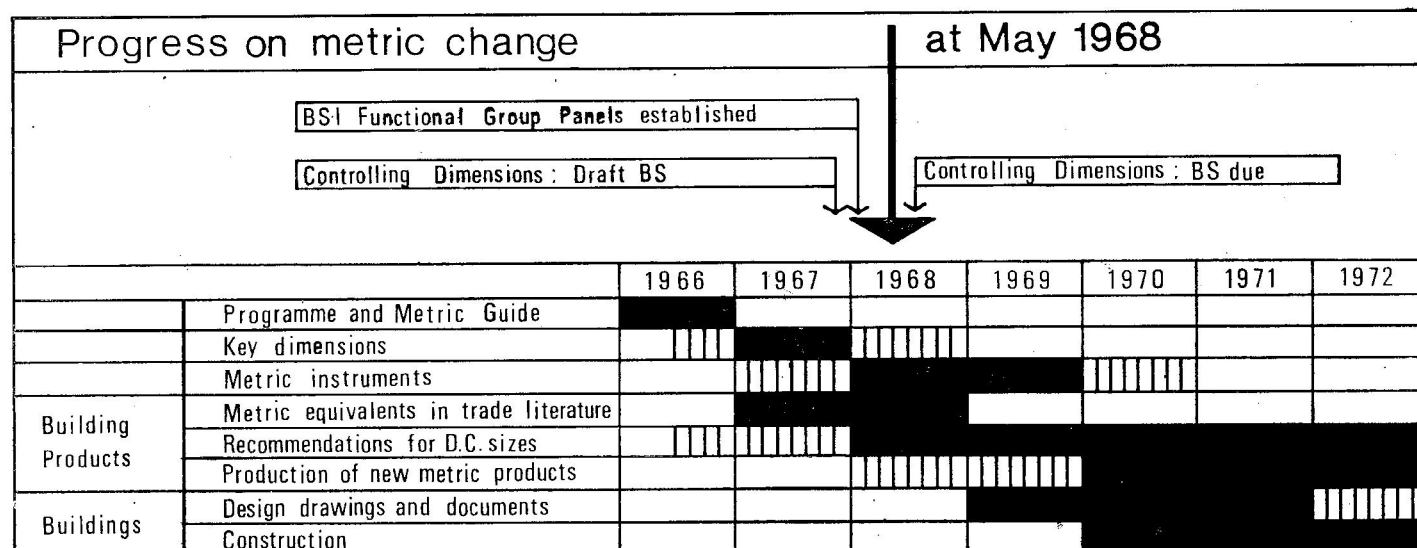 Progress on metric change at May 1968
BSI Functional Group Panels established
Controlling Dimensions : Draft BS
Controlling Dimensions : BS due
1966 1967 1968 1969 1970 1971 1972
Programme and Metric Guide
Key dimensions
Metric instruments
Building Products
Metric equivalents in trade literature
Recommendations for D.C. sizes
Production of new metric products
Buildings
Design drawings and documents
Construction